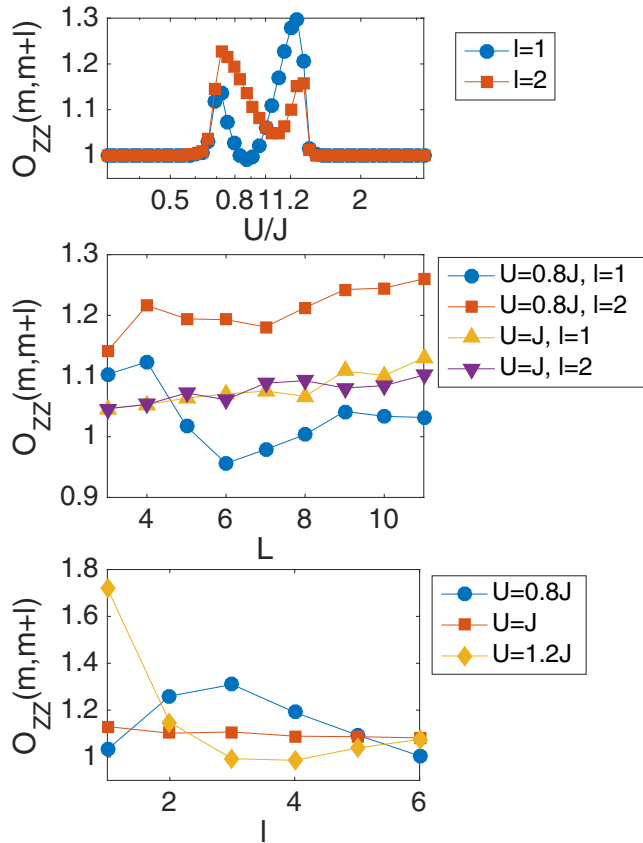 1.3
1.2
1.1
1
O_ZZ(m,m+l)
0.5
0.8
1
1.2
2
U/J
l=1
l=2
1.3
1.2
1.1
1
0.9
O_ZZ(m,m+l)
4
6
8
10
L
U=0.8J, l=1
U=0.8J, l=2
U=J, l=1
U=J, l=2
1.8
1.6
1.4
1.2
1
O_ZZ(m,m+l)
2
4
6
l
U=0.8J
U=J
U=1.2J